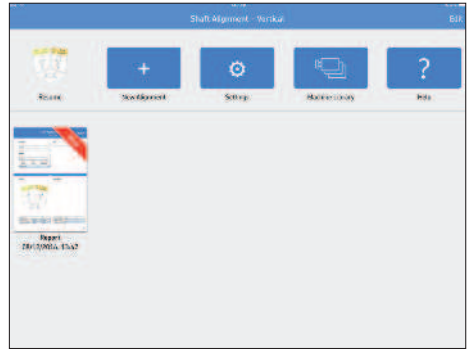 Shaft Alignment – Vertical
Edit
Resume
New Alignment
Settings
Machine Library
Help
Report